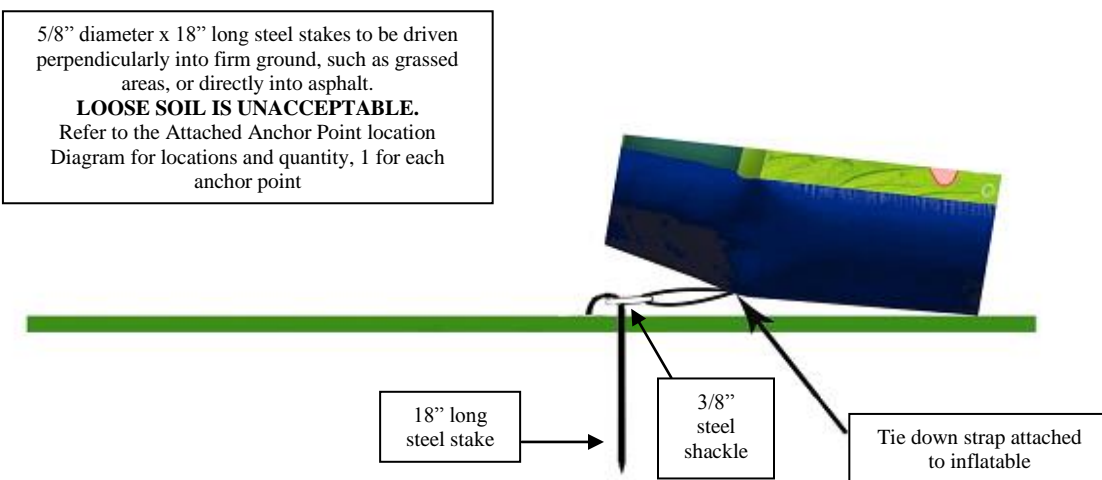 5/8” diameter x 18” long steel stakes to be driven
perpendicularly into firm ground, such as grassed
areas, or directly into asphalt.
LOOSE SOIL IS UNACCEPTABLE.
Refer to the Attached Anchor Point location
Diagram for locations and quantity, 1 for each
anchor point
18” long
steel stake
3/8”
steel
shackle
Tie down strap attached
to inflatable